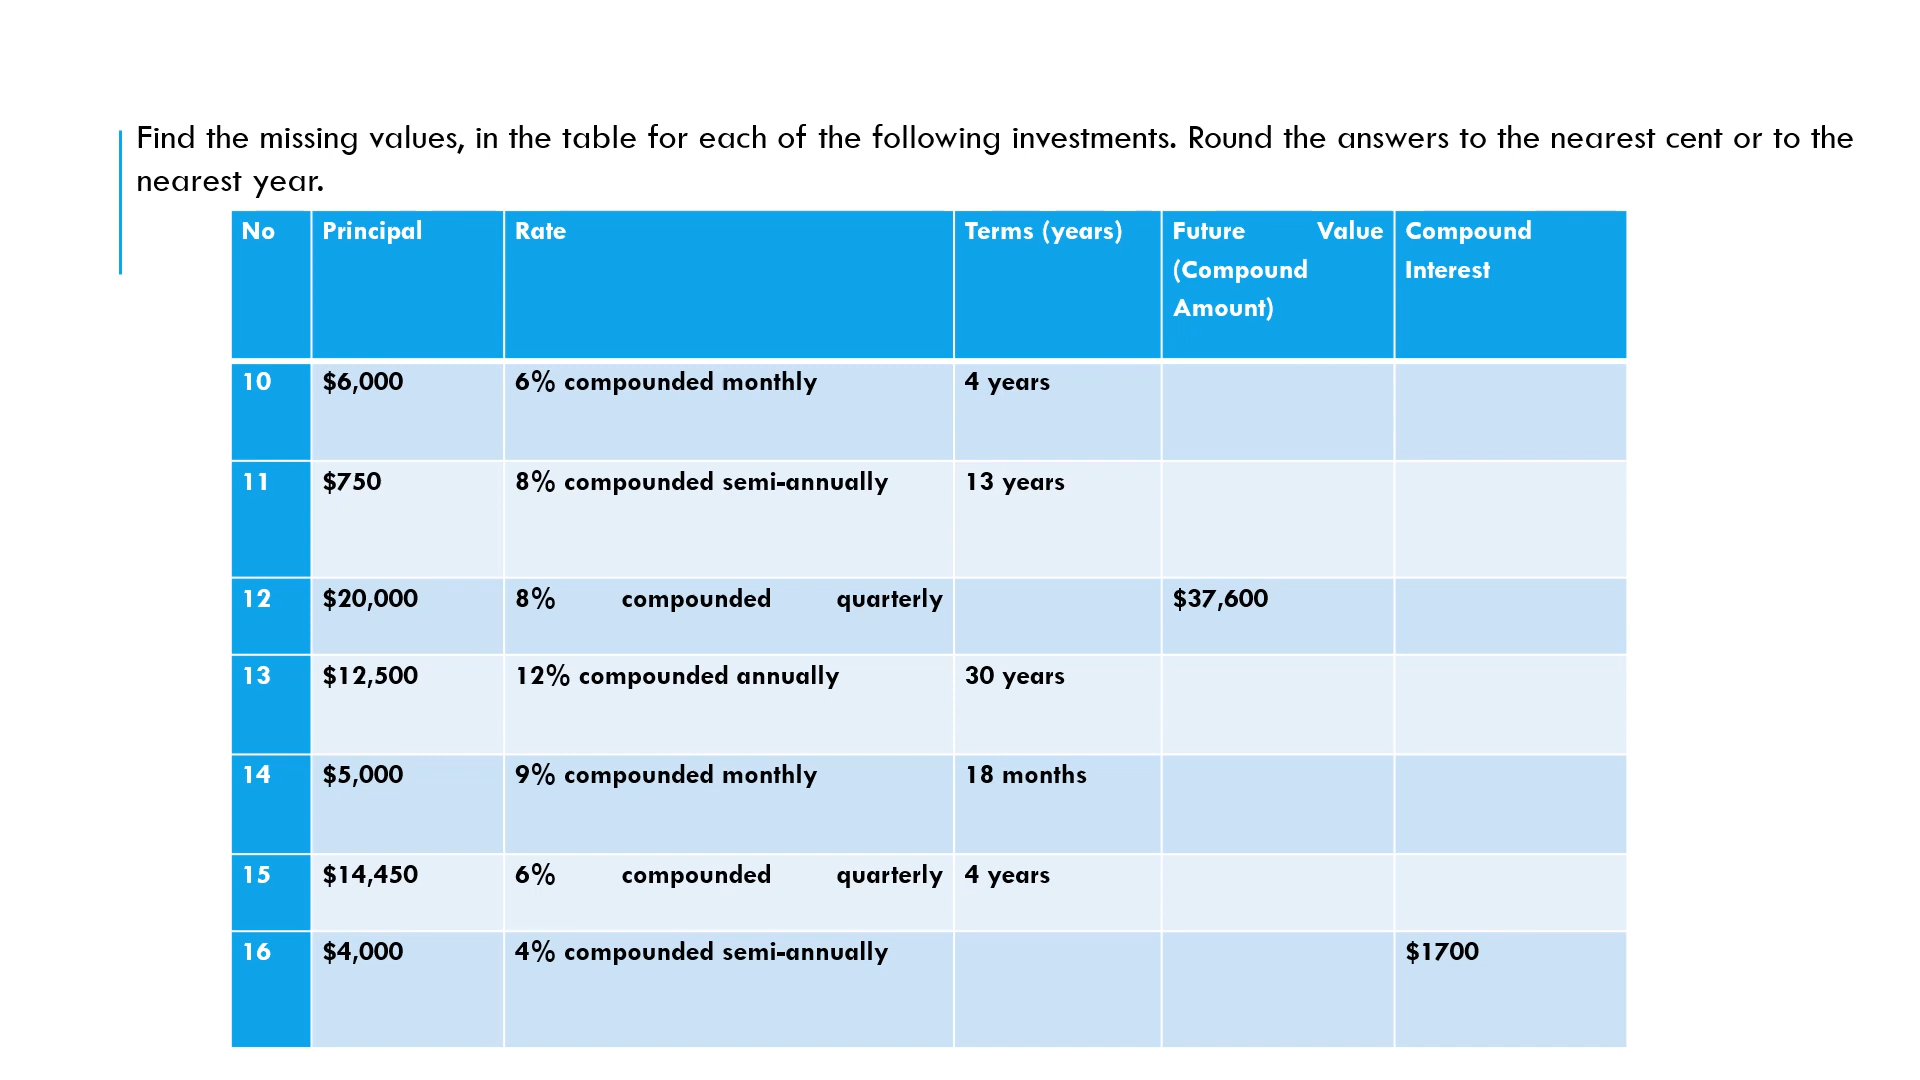 Find the missing values, in the table for each of the following investments. Round the answers to the nearest cent or to the
nearest year.
No Principal Rate Terms (years) Future Value (Compound Amount) Compound Interest
10 $6,000 6% compounded monthly 4 years
11 $750 8% compounded semi-annually 13 years
12 $20,000 8% compounded quarterly $37,600
13 $12,500 12% compounded annually 30 years
14 $5,000 9% compounded monthly 18 months
15 $14,450 6% compounded quarterly 4 years
16 $4,000 4% compounded semi-annually $1700